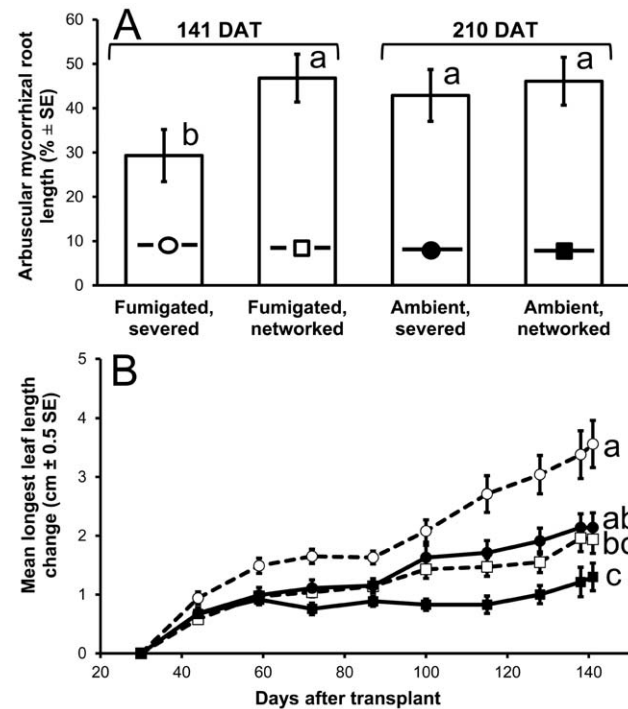 A
141 DAT
210 DAT
Arbuscular mycorrhizal root
length (% ± SE)
60
50
40
30
20
10
0
b
a
a
a
Fumigated,
severed
Fumigated,
networked
Ambient,
severed
Ambient,
networked
B
Mean longest leaf length
change (cm ± 0.5 SE)
5
4
3
2
1
0
a
ab
bc
c
20
40
60
80
100
120
140
Days after transplant